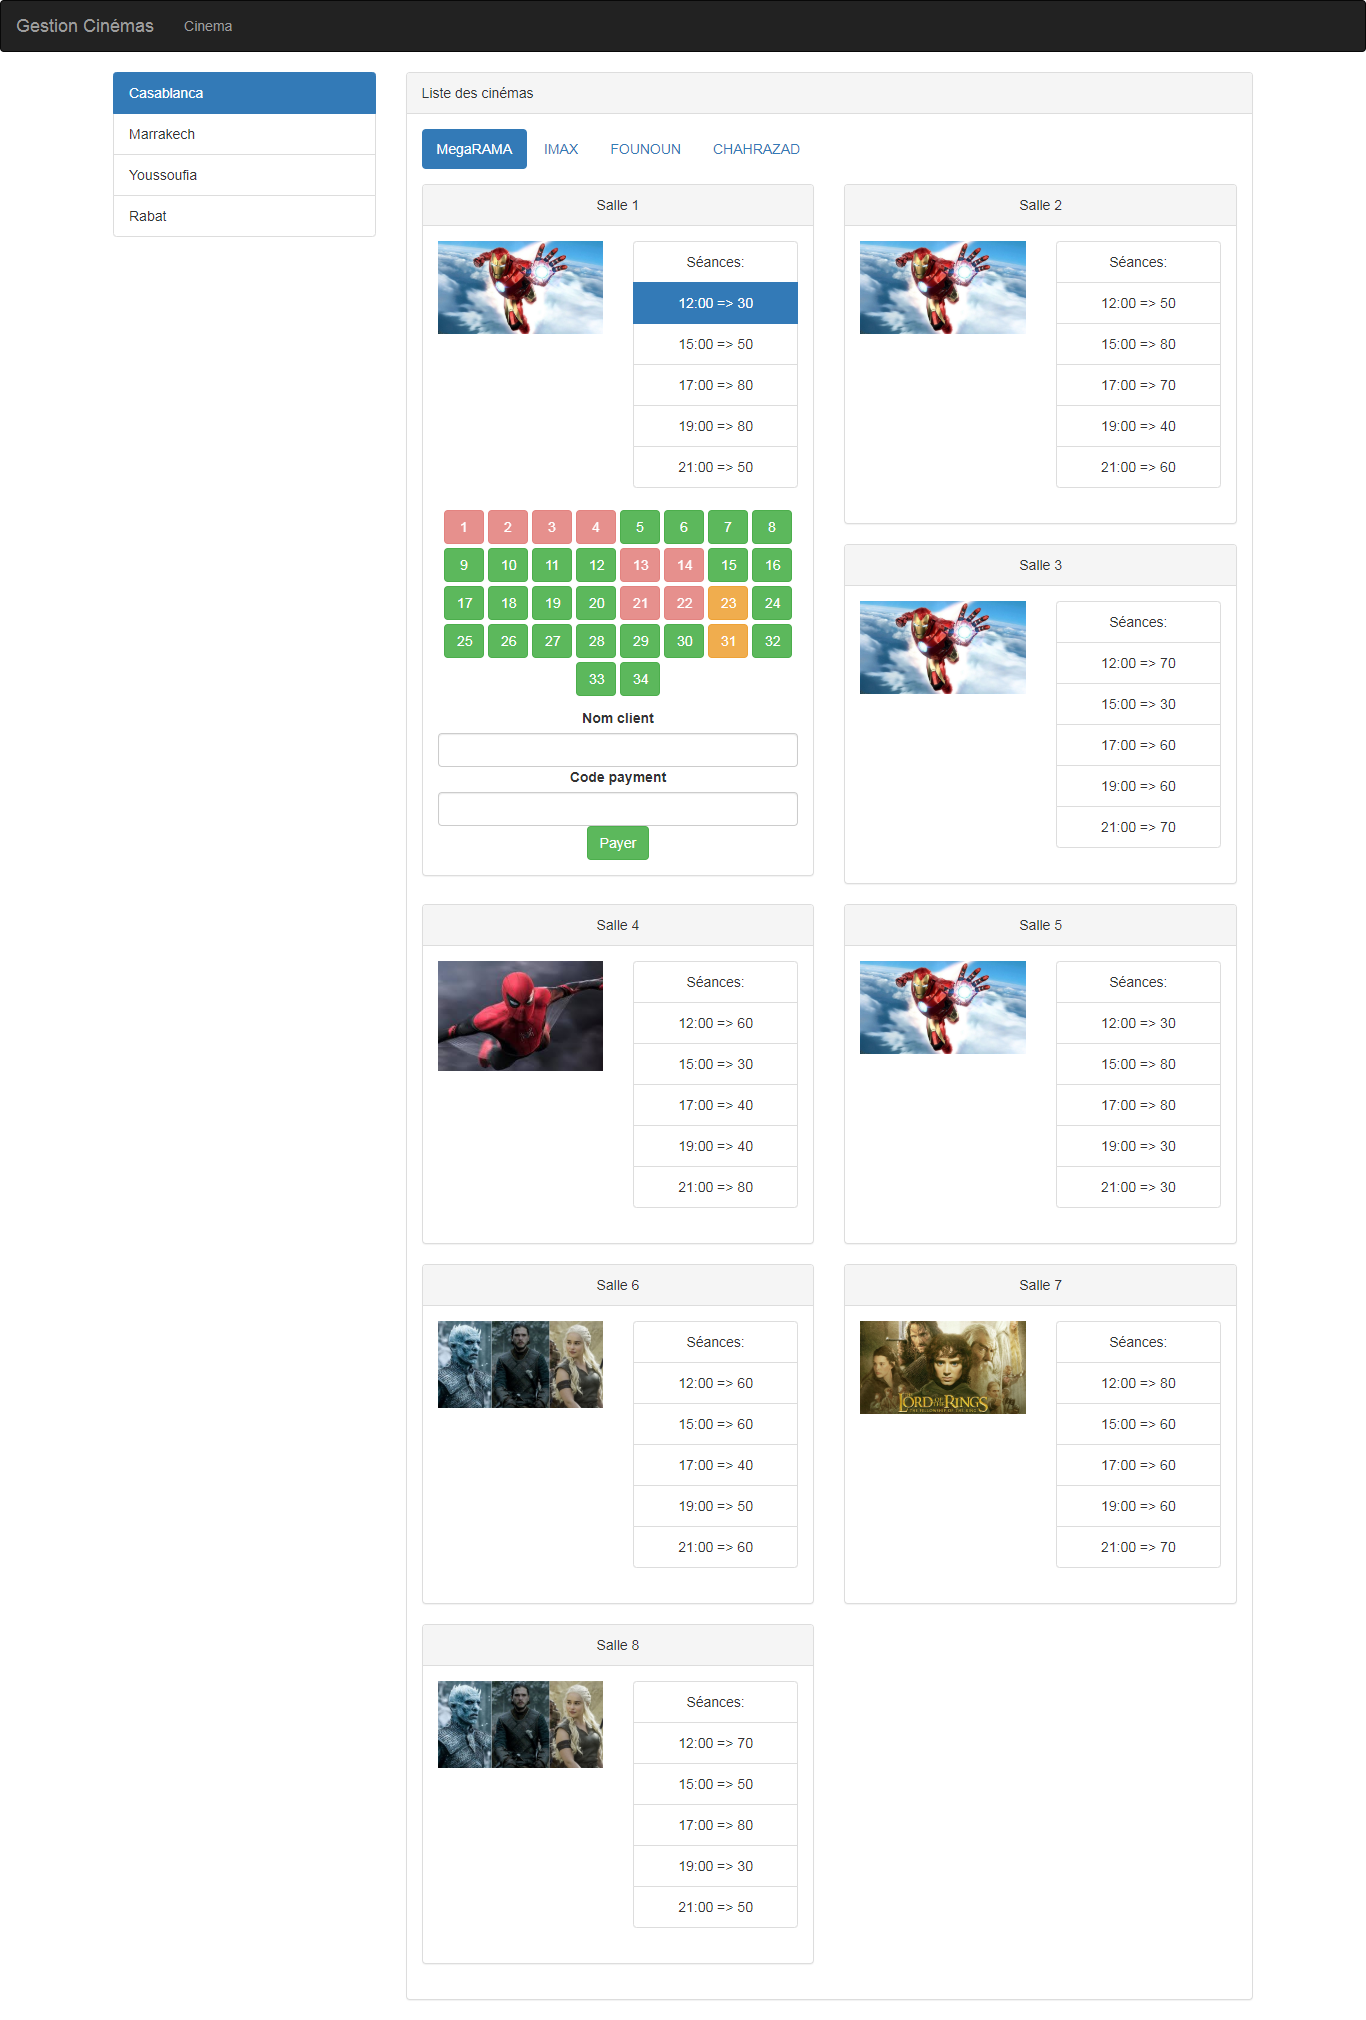 Gestion Cinémas Cinema
Casablanca
Marrakech
Youssoufia
Rabat
Liste des cinémas
MegaRAMA IMAX FOUNOUN CHAHRAZAD
Salle 1
Séances:
12:00 => 30
15:00 => 50
17:00 => 80
19:00 => 80
21:00 => 50
1 2 3 4 5 6 7 8
9 10 11 12 13 14 15 16
17 18 19 20 21 22 23 24
25 26 27 28 29 30 31 32
33 34
Nom client
Code payment
Payer
Salle 2
Séances:
12:00 => 50
15:00 => 80
17:00 => 70
19:00 => 40
21:00 => 60
Salle 3
Séances:
12:00 => 70
15:00 => 30
17:00 => 60
19:00 => 60
21:00 => 70
Salle 4
Séances:
12:00 => 60
15:00 => 30
17:00 => 40
19:00 => 40
21:00 => 80
Salle 5
Séances:
12:00 => 30
15:00 => 80
17:00 => 80
19:00 => 30
21:00 => 30
Salle 6
Séances:
12:00 => 60
15:00 => 60
17:00 => 40
19:00 => 50
21:00 => 60
Salle 7
THE LORD OF THE RINGS
THE FELLOWSHIP OF THE RING
Séances:
12:00 => 80
15:00 => 60
17:00 => 60
19:00 => 60
21:00 => 70
Salle 8
Séances:
12:00 => 70
15:00 => 50
17:00 => 80
19:00 => 30
21:00 => 50